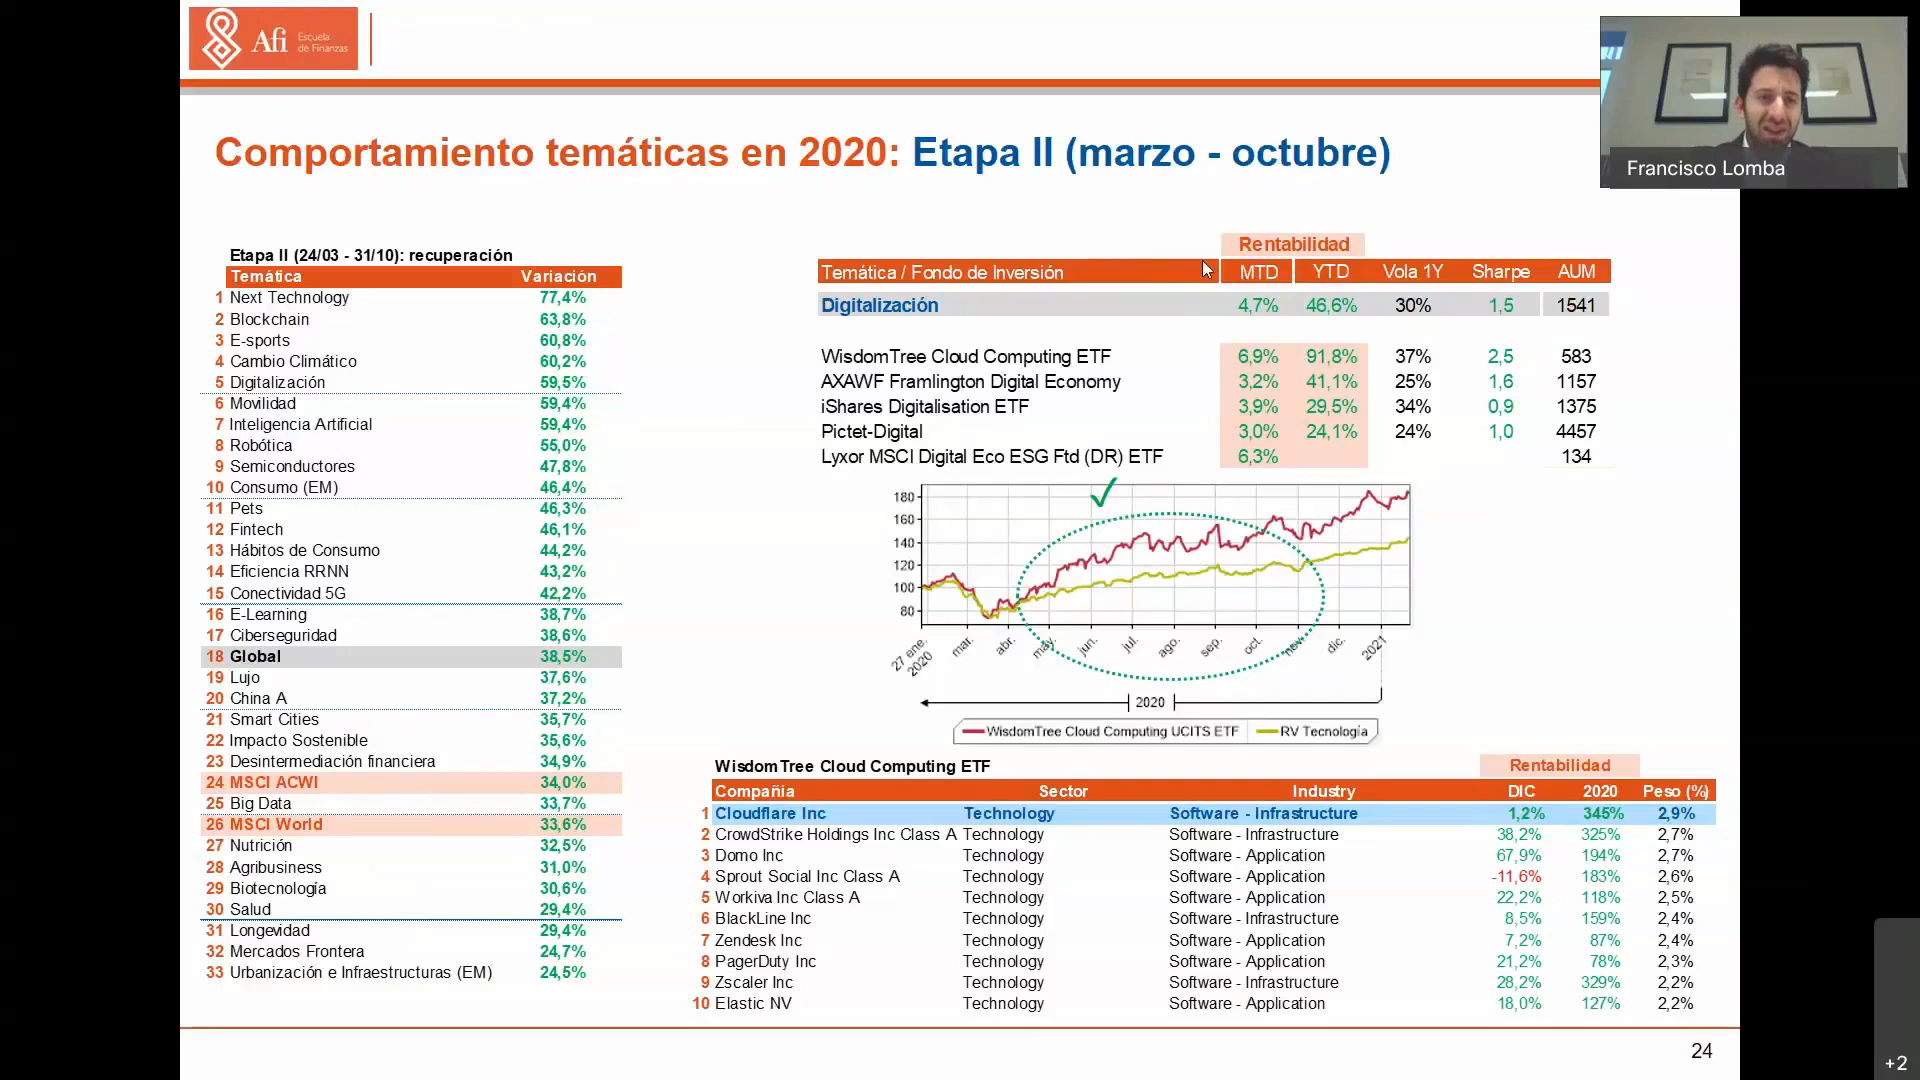 Afi Escuela
de Finanzas
Francisco Lomba
Comportamiento temáticas en 2020: Etapa II (marzo - octubre)
Etapa II (24/03 - 31/10): recuperación
Temática Variación
1 Next Technology 77,4%
2 Blockchain 63,8%
3 E-sports 60,8%
4 Cambio Climático 60,2%
5 Digitalización 59,5%
6 Movilidad 59,4%
7 Inteligencia Artificial 59,4%
8 Robótica 55,0%
9 Semiconductores 47,8%
10 Consumo (EM) 46,4%
11 Pets 46,3%
12 Fintech 46,1%
13 Hábitos de Consumo 44,2%
14 Eficiencia RRNN 43,2%
15 Conectividad 5G 42,2%
16 E-Learning 38,7%
17 Ciberseguridad 38,6%
18 Global 38,5%
19 Lujo 37,6%
20 China A 37,2%
21 Smart Cities 35,7%
22 Impacto Sostenible 35,6%
23 Desintermediación financiera 34,9%
24 MSCI ACWI 34,0%
25 Big Data 33,7%
26 MSCI World 33,6%
27 Nutrición 32,5%
28 Agribusiness 31,0%
29 Biotecnología 30,6%
30 Salud 29,4%
31 Longevidad 29,4%
32 Mercados Frontera 24,7%
33 Urbanización e Infraestructuras (EM) 24,5%
Rentabilidad
Temática / Fondo de Inversión MTD YTD Vola 1Y Sharpe AUM
Digitalización 4,7% 46,6% 30% 1,5 1541
WisdomTree Cloud Computing ETF 6,9% 91,8% 37% 2,5 583
AXAWF Framlington Digital Economy 3,2% 41,1% 25% 1,6 1157
iShares Digitalisation ETF 3,9% 29,5% 34% 0,9 1375
Pictet-Digital 3,0% 24,1% 24% 1,0 4457
Lyxor MSCI Digital Eco ESG Ftd (DR) ETF 6,3% 134
180
160
140
120
100
80
27 ene. 2020 mar. abr. may. jun. jul. ago. sep. oct. nov. dic. 2021
2020
WisdomTree Cloud Computing UCITS ETF RV Tecnología
WisdomTree Cloud Computing ETF Rentabilidad
Compañia Sector Industry DIC 2020 Peso (%)
1 Cloudflare Inc Technology Software - Infrastructure 1,2% 345% 2,9%
2 CrowdStrike Holdings Inc Class A Technology Software - Infrastructure 38,2% 325% 2,7%
3 Domo Inc Technology Software - Application 67,9% 194% 2,7%
4 Sprout Social Inc Class A Technology Software - Application -11,6% 183% 2,6%
5 Workiva Inc Class A Technology Software - Application 22,2% 118% 2,5%
6 BlackLine Inc Technology Software - Infrastructure 8,5% 159% 2,4%
7 Zendesk Inc Technology Software - Application 7,2% 87% 2,4%
8 PagerDuty Inc Technology Software - Application 21,2% 78% 2,3%
9 Zscaler Inc Technology Software - Infrastructure 28,2% 329% 2,2%
10 Elastic NV Technology Software - Application 18,0% 127% 2,2%
24
+2